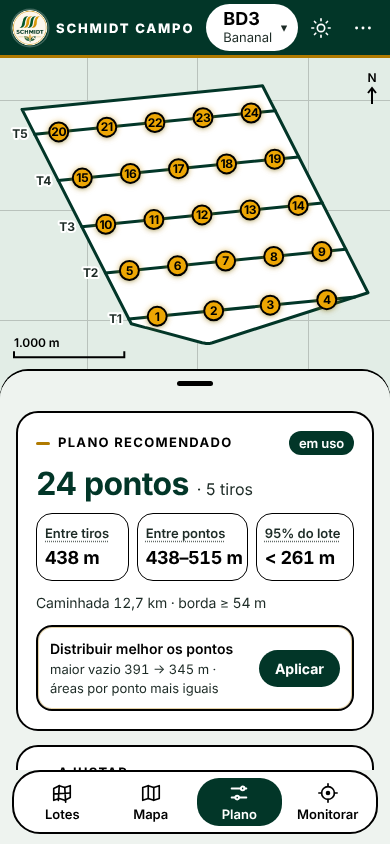 SCHMIDT
SCHMIDT CAMPO
BD3
Bananal
N
T5 20 21 22 23 24
T4 15 16 17 18 19
T3 10 11 12 13 14
T2 5 6 7 8 9
T1 1 2 3 4
1.000 m
PLANO RECOMENDADO
em uso
24 pontos · 5 tiros
Entre tiros
438 m
Entre pontos
438–515 m
95% do lote
< 261 m
Caminhada 12,7 km · borda ≥ 54 m
Distribuir melhor os pontos
maior vazio 391 → 345 m ·
áreas por ponto mais iguais
Aplicar
AJUSTAR
Lotes
Mapa
Plano
Monitorar